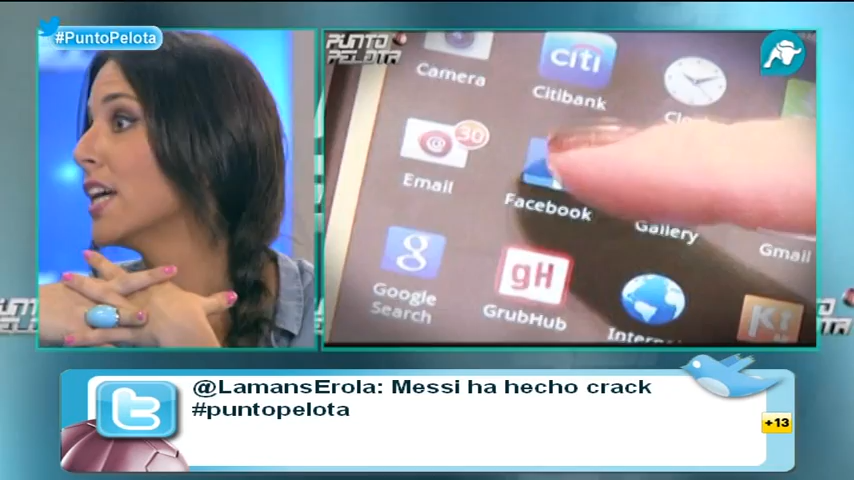 #PuntoPelota
PUNTO
PELOTA
Camera
citi
Citibank
30
@
Email
Facebook
Gallery
Gmail
g
Google
Search
gH
GrubHub
Ki
@LamansErola: Messi ha hecho crack
#puntopelota
+13